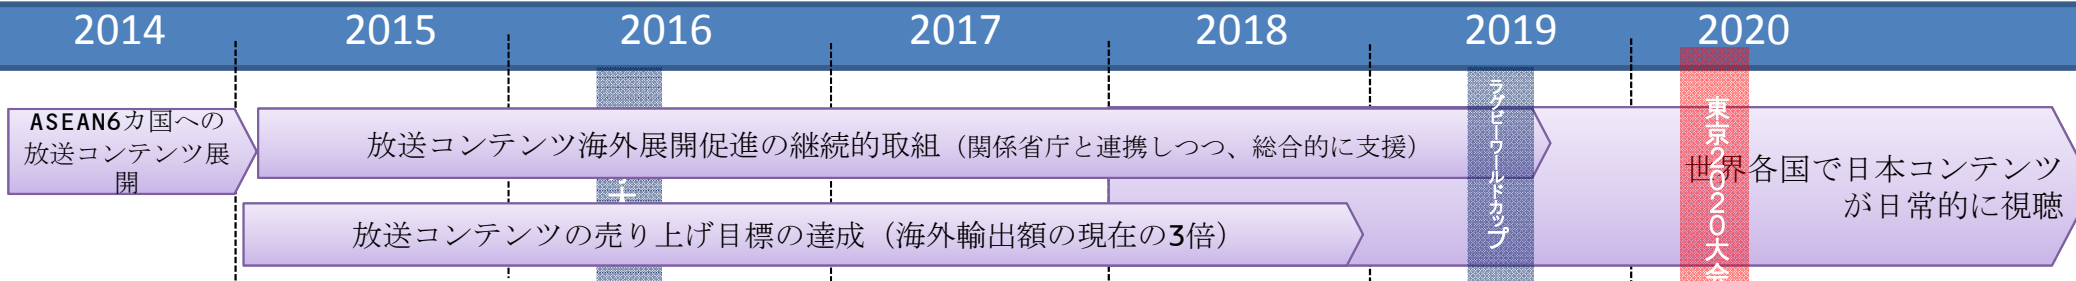 2014 2015 2016 2017 2018 2019 2020
ASEAN6カ国への
放送コンテンツ展
開
放送コンテンツ海外展開促進の継続的取組（関係省庁と連携しつつ、総合的に支援）
放送コンテンツの売り上げ目標の達成（海外輸出額の現在の3倍）
ラグビーワールドカップ
東京2020大会
世界各国で日本コンテンツ
が日常的に視聴